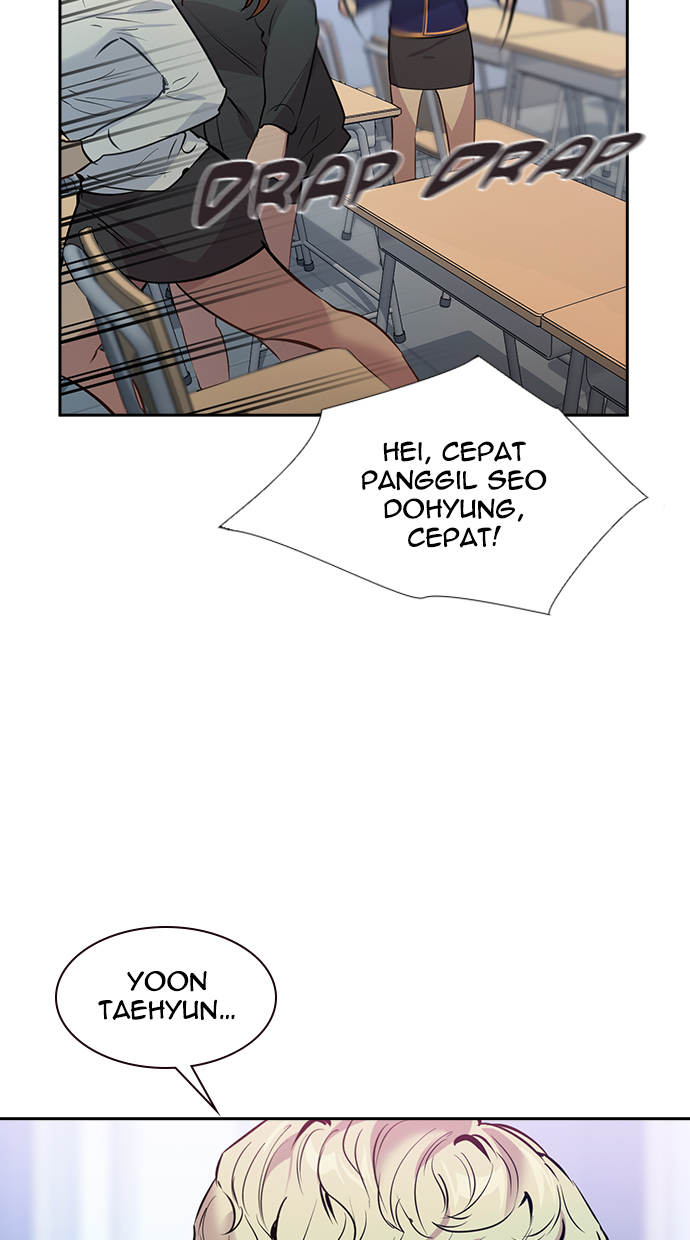 DRAP DRAP
HEI, CEPAT
PANGGIL SEO
DOHYUNG,
CEPAT!
YOON
TAEHYUN...